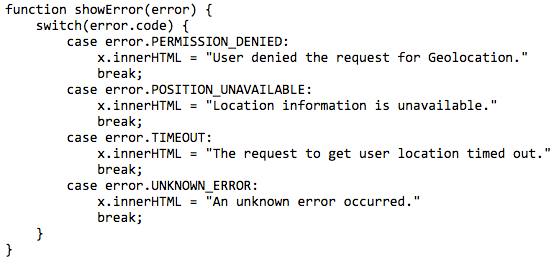 function showError(error) {
    switch(error.code) {
        case error.PERMISSION_DENIED:
            x.innerHTML = "User denied the request for Geolocation."
            break;
        case error.POSITION_UNAVAILABLE:
            x.innerHTML = "Location information is unavailable."
            break;
        case error.TIMEOUT:
            x.innerHTML = "The request to get user location timed out."
            break;
        case error.UNKNOWN_ERROR:
            x.innerHTML = "An unknown error occurred."
            break;
    }
}